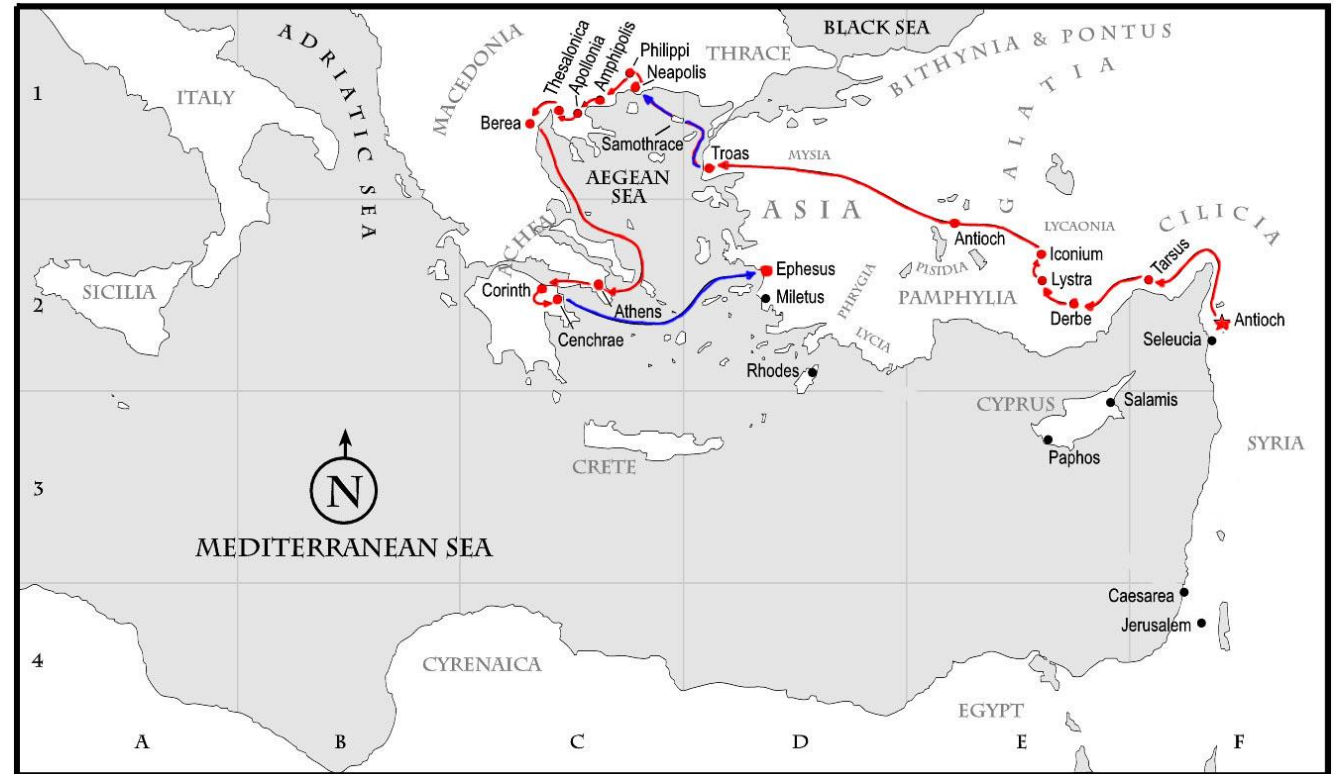 BLACK SEA
ADRIATIC SEA
MACEDONIA
Thesalonica
Apollonia
Amphipolis
Philippi
Neapolis
THRACE
BITHYNIA & PONTUS
GALATIA
1
ITALY
Berea
Samothrace
Troas
MYSIA
AEGEAN
SEA
ASIA
ACHEA
Antioch
LYCAONIA
CILICIA
Iconium
Tarsus
Ephesus
PISIDIA
Lystra
2
SICILIA
Corinth
Miletus
PHRYGIA
PAMPHYLIA
Athens
Derbe
Antioch
Cenchrae
LYCIA
Seleucia
Rhodes
CYPRUS
Salamis
SYRIA
Paphos
CRETE
3
N
MEDITERRANEAN SEA
Caesarea
Jerusalem
4
CYRENAICA
EGYPT
A
B
C
D
E
F